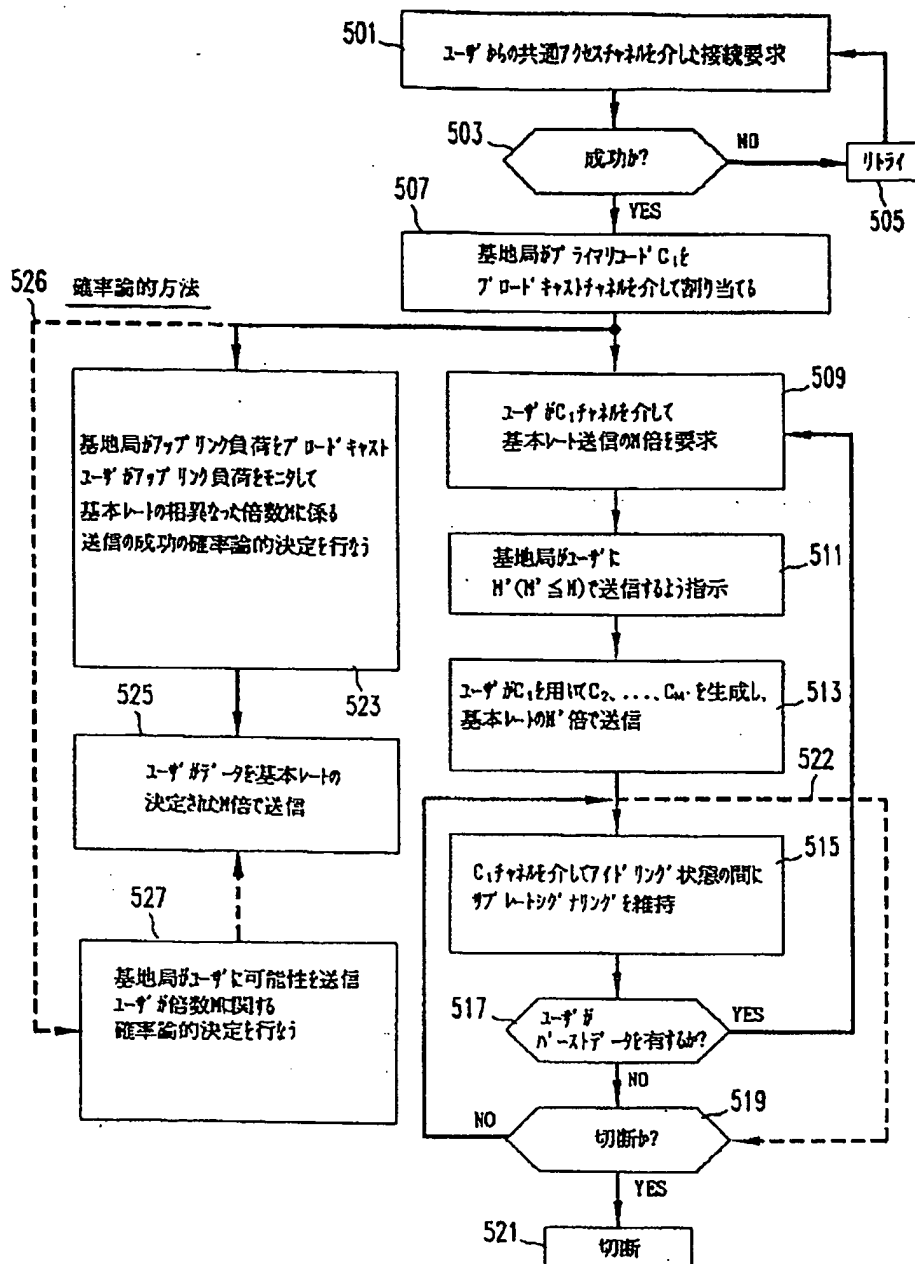 501
ユーザからの共通アクセスチャネルを介した接続要求
503
成功か?
NO
リトライ
505
YES
507
基地局がプライマリコードC₁を
ブロードキャストチャネルを介して割り当てる
526
確率論的方法
基地局がアップリンク負荷をブロードキャスト
ユーザがアップリンク負荷をモニタして
基本レートの相異なった倍数Mに係る
送信の成功の確率論的決定を行なう
523
509
ユーザがC₁チャネルを介して
基本レート送信のM倍を要求
基地局がユーザに
M'(M'≦M)で送信するよう指示
511
525
ユーザがデータを基本レートの
決定されたM倍で送信
ユーザがC₁を用いてC₂、....、C_M'を生成し、
基本レートのM'倍で送信
513
522
C₁チャネルを介してアイドリング状態の間に
サブレートシグナリングを維持
515
527
基地局がユーザに可能性を送信
ユーザが倍数Mに関する
確率論的決定を行なう
517
ユーザが
バーストデータを有するか?
YES
NO
519
NO
切断か?
YES
521
切断